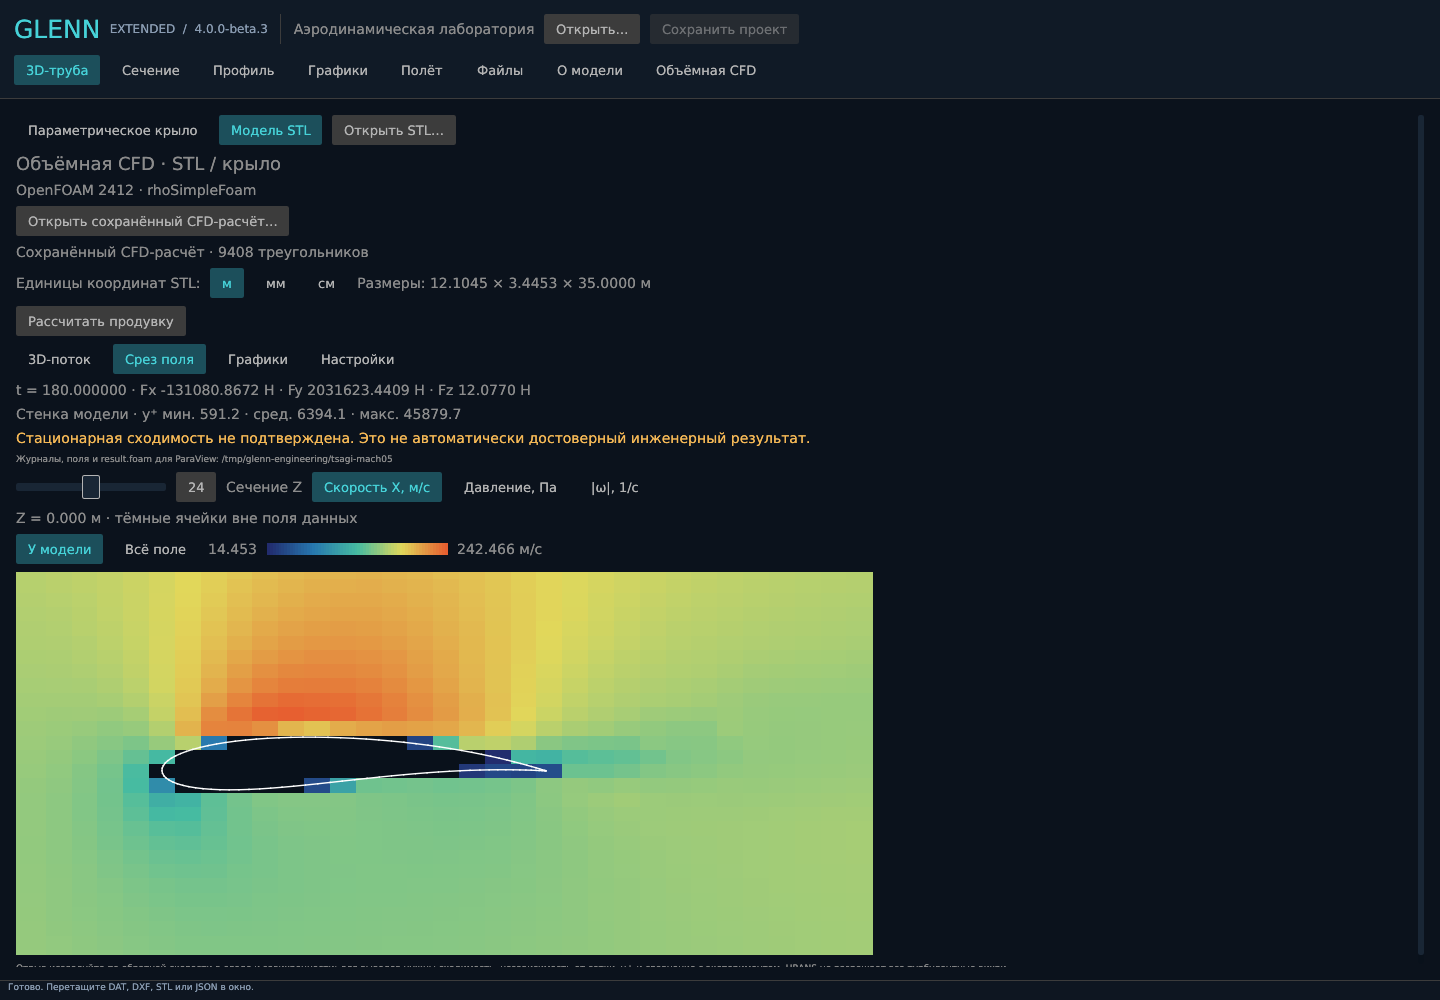 GLENN EXTENDED / 4.0.0-beta.3 Аэродинамическая лаборатория Открыть... Сохранить проект
3D-труба Сечение Профиль Графики Полёт Файлы О модели Объёмная CFD
Параметрическое крыло Модель STL Открыть STL...
Объёмная CFD · STL / крыло
OpenFOAM 2412 · rhoSimpleFoam
Открыть сохранённый CFD-расчёт...
Сохранённый CFD-расчёт · 9408 треугольников
Единицы координат STL: м мм см Размеры: 12.1045 × 3.4453 × 35.0000 м
Рассчитать продувку
3D-поток Срез поля Графики Настройки
t = 180.000000 · Fx -131080.8672 Н · Fy 2031623.4409 Н · Fz 12.0770 Н
Стенка модели · y⁺ мин. 591.2 · сред. 6394.1 · макс. 45879.7
Стационарная сходимость не подтверждена. Это не автоматически достоверный инженерный результат.
Журналы, поля и result.foam для ParaView: /tmp/glenn-engineering/tsagi-mach05
24 Сечение Z Скорость X, м/с Давление, Па |ω|, 1/с
Z = 0.000 м · тёмные ячейки вне поля данных
У модели Всё поле 14.453 242.466 м/с
Готово. Перетащите DAT, DXF, STL или JSON в окно.